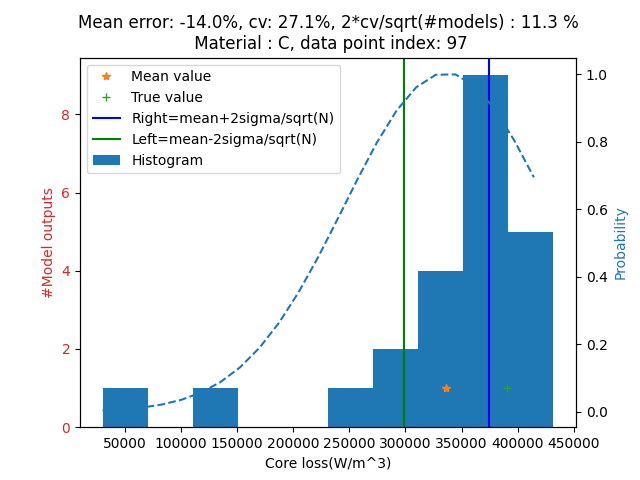 Mean error: -14.0%, cv: 27.1%, 2*cv/sqrt(#models) : 11.3 %
Material : C, data point index: 97
Mean value
True value
Right=mean+2sigma/sqrt(N)
Left=mean-2sigma/sqrt(N)
Histogram
#Model outputs
0
2
4
6
8
Probability
0.0
0.2
0.4
0.6
0.8
1.0
50000 100000 150000 200000 250000 300000 350000 400000 450000
Core loss(W/m^3)